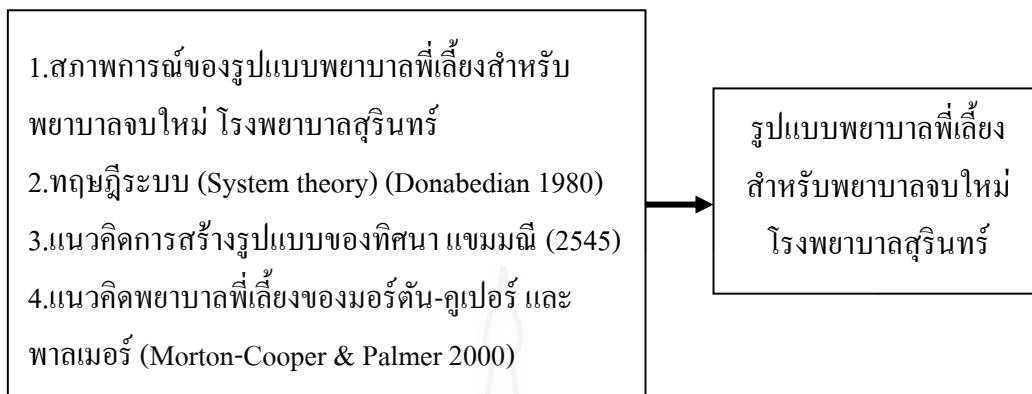 1.สภาพการณ์ของรูปแบบพยาบาลพี่เลี้ยงสำหรับ
พยาบาลจบใหม่ โรงพยาบาลสุรินทร์
2.ทฤษฎีระบบ (System theory) (Donabedian 1980)
3.แนวคิดการสร้างรูปแบบของทิศนา แขมมณี (2545)
4.แนวคิดพยาบาลพี่เลี้ยงของมอร์ตัน-คูเปอร์ และ
พาลเมอร์ (Morton-Cooper & Palmer 2000)
รูปแบบพยาบาลพี่เลี้ยง
สำหรับพยาบาลจบใหม่
โรงพยาบาลสุรินทร์